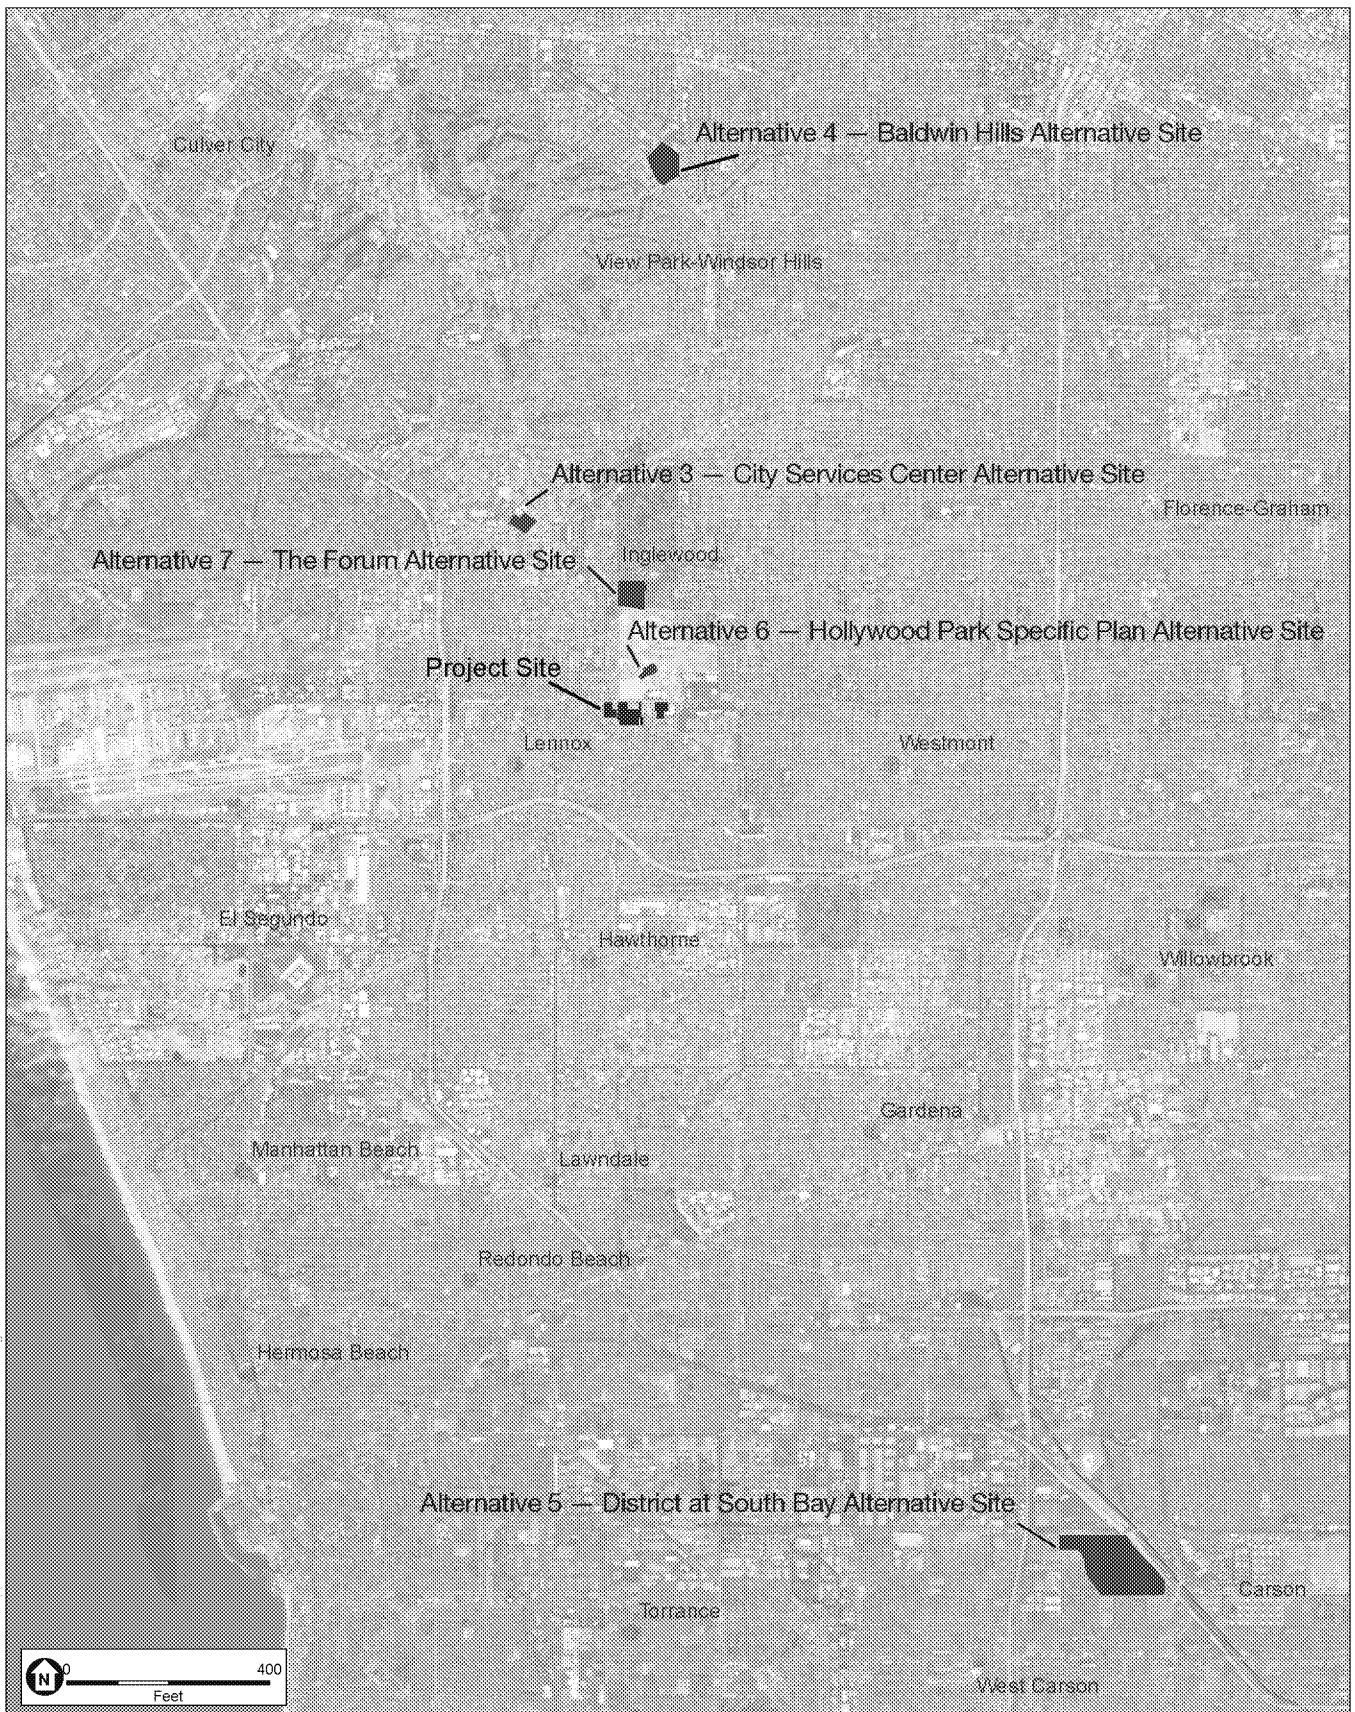 Alternative 4 — Baldwin Hills Alternative Site
Culver City
View Park-Windsor Hills
Alternative 3 — City Services Center Alternative Site
Florence-Graham
Inglewood
Alternative 7 — The Forum Alternative Site
Alternative 6 — Hollywood Park Specific Plan Alternative Site
Project Site
Lennox
Westmont
El Segundo
Hawthorne
Willowbrook
Gardena
Manhattan Beach
Lawndale
Redondo Beach
Hermosa Beach
Alternative 5 — District at South Bay Alternative Site
Carson
Torrance
West Carson
N
0
400
Feet